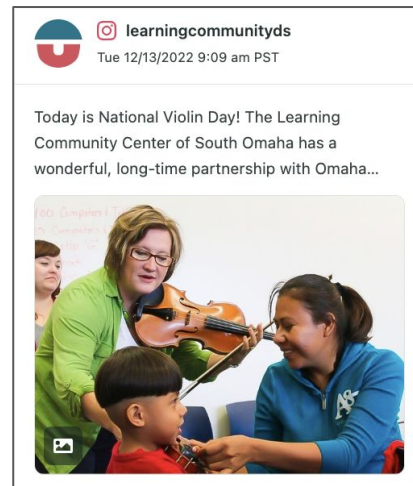 learningcommunityds
Tue 12/13/2022 9:09 am PST
Today is National Violin Day! The Learning
Community Center of South Omaha has a
wonderful, long-time partnership with Omaha...